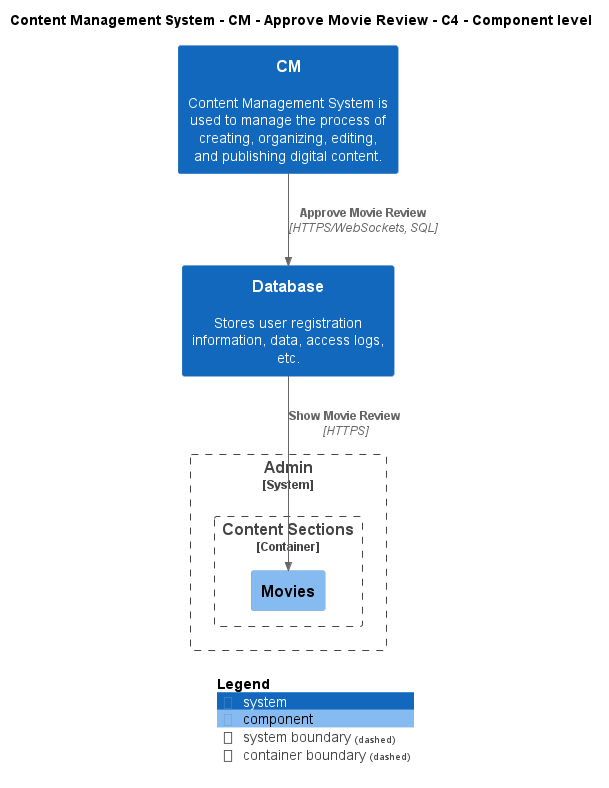 Content Management System - CM - Approve Movie Review - C4 - Component level
CM
Content Management System is
used to manage the process of
creating, organizing, editing,
and publishing digital content.
Approve Movie Review
[HTTPS/WebSockets, SQL]
Database
Stores user registration
information, data, access logs,
etc.
Show Movie Review
[HTTPS]
Admin
[System]
Content Sections
[Container]
Movies
Legend
system
component
system boundary (dashed)
container boundary (dashed)